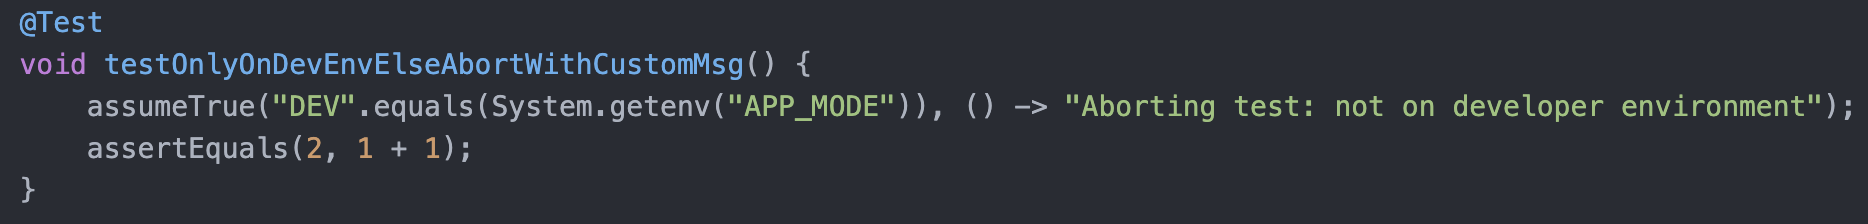 @Test
void testOnlyOnDevEnvElseAbortWithCustomMsg() {
    assumeTrue("DEV".equals(System.getenv("APP_MODE")), () -> "Aborting test: not on developer environment");
    assertEquals(2, 1 + 1);
}